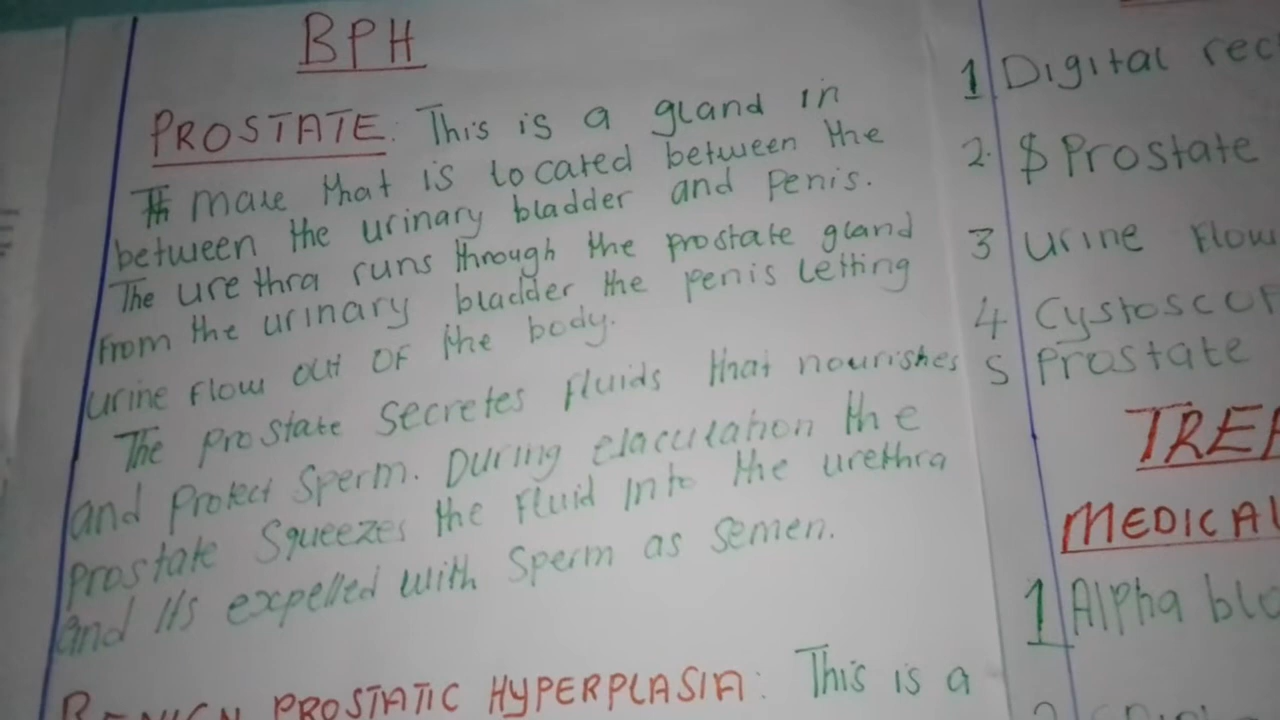 BPH
PROSTATE: This is a gland in
male that is located between the
between the urinary bladder and penis.
The urethra runs through the prostate gland
from the urinary bladder the penis letting
urine flow out of the body.
The prostate secretes fluids that nourishes
and protect sperm. During elaculation the
prostate squeezes the fluid into the urethra
and its expelled with sperm as semen.
BENIGN PROSTATIC HYPERPLASIA: This is a
1 Digital rec
2. $ Prostate
3 urine flow
4 Cystoscop
5 Prostate
TREA
MEDICAL
1 Alpha blo
2